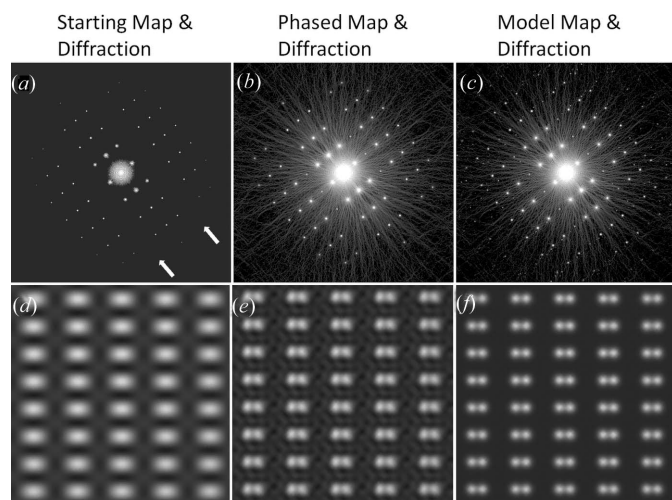 Starting Map &
Diffraction
Phased Map &
Diffraction
Model Map &
Diffraction
(a)
(b)
(c)
(d)
(e)
(f)